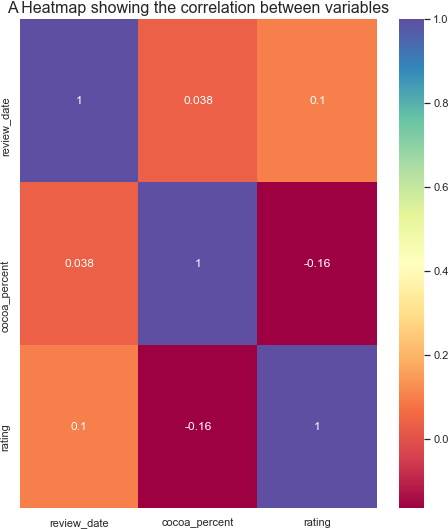 A Heatmap showing the correlation between variables
1.0
review_date
1
0.038
0.1
0.8
0.6
cocoa_percent
0.038
1
-0.16
0.4
0.2
rating
0.1
-0.16
1
0.0
review_date
cocoa_percent
rating